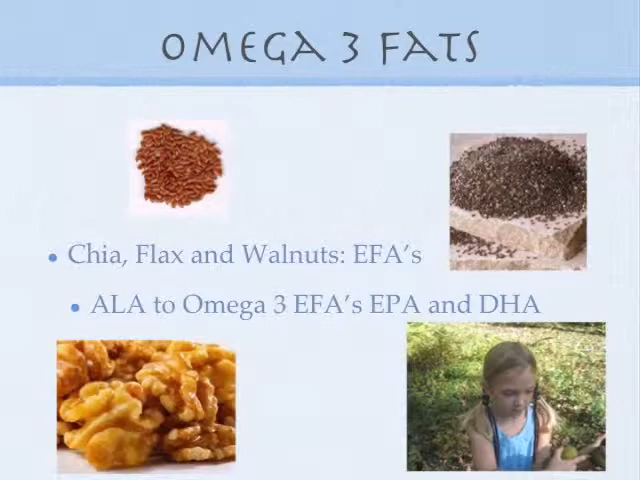 Omega 3 Fats
• Chia, Flax and Walnuts: EFA's
• ALA to Omega 3 EFA's EPA and DHA